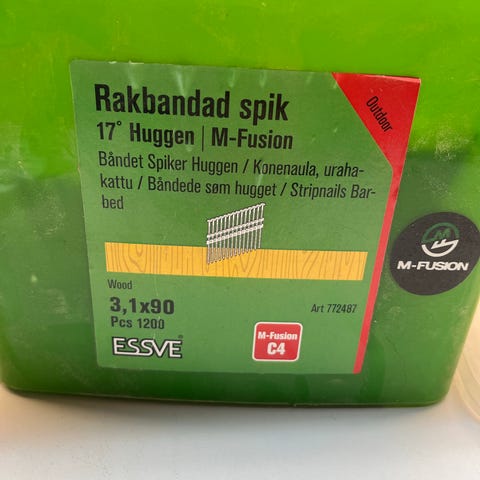 Rakbandad spik
17° Huggen | M-Fusion
Båndet Spiker Huggen / Konenaula, uraha-
kattu / Båndede søm hugget / Stripnails Bar-
bed
Outdoor
M-FUSION
Wood
3,1x90
Pcs 1200
Art 772487
ESSVE
M-Fusion
C4